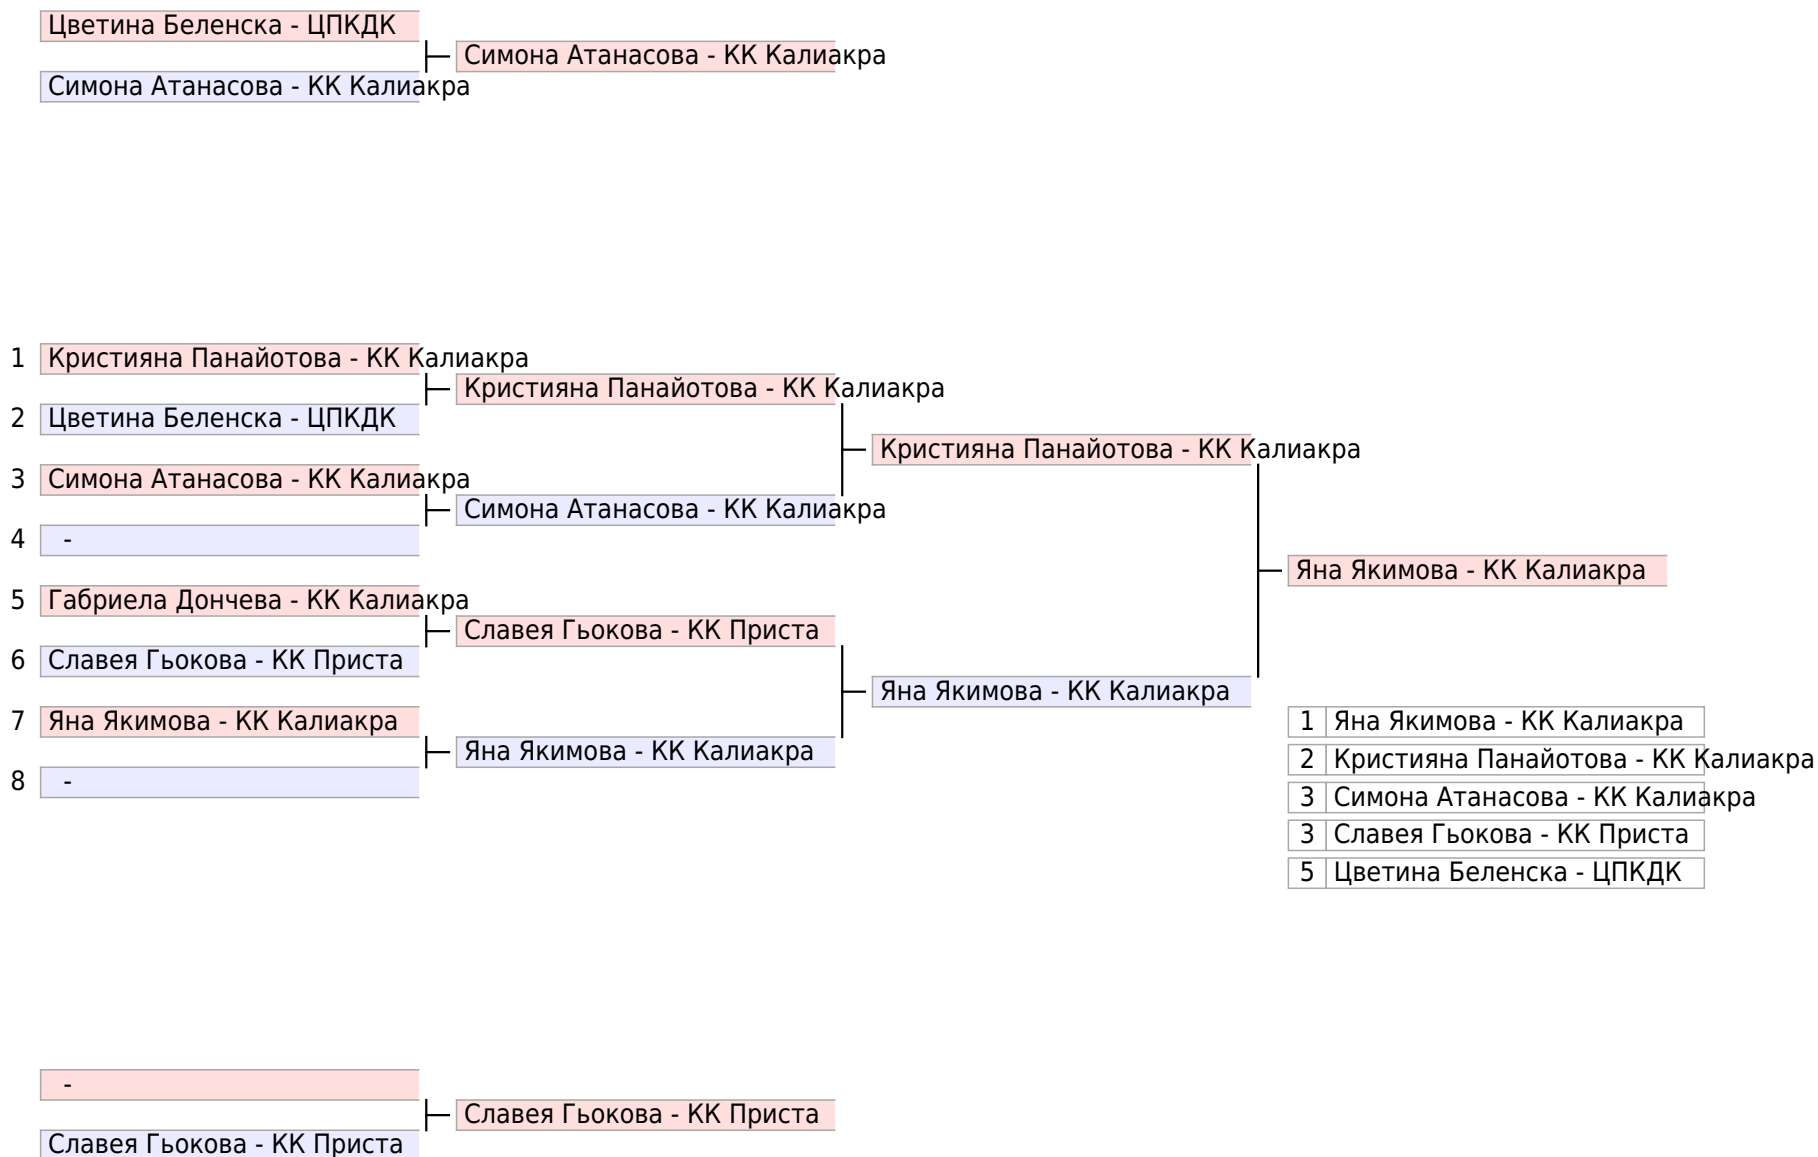 Цветина Беленска - ЦПКДК
Симона Атанасова - КК Калиакра
Симона Атанасова - КК Калиакра
1 Кристияна Панайотова - КК Калиакра
Кристияна Панайотова - КК Калиакра
2 Цветина Беленска - ЦПКДК
Кристияна Панайотова - КК Калиакра
3 Симона Атанасова - КК Калиакра
Симона Атанасова - КК Калиакра
4 -
Яна Якимова - КК Калиакра
5 Габриела Дончева - КК Калиакра
Славея Гьокова - КК Приста
6 Славея Гьокова - КК Приста
Яна Якимова - КК Калиакра
7 Яна Якимова - КК Калиакра
Яна Якимова - КК Калиакра
8 -
1 Яна Якимова - КК Калиакра
2 Кристияна Панайотова - КК Калиакра
3 Симона Атанасова - КК Калиакра
3 Славея Гьокова - КК Приста
5 Цветина Беленска - ЦПКДК
-
Славея Гьокова - КК Приста
Славея Гьокова - КК Приста